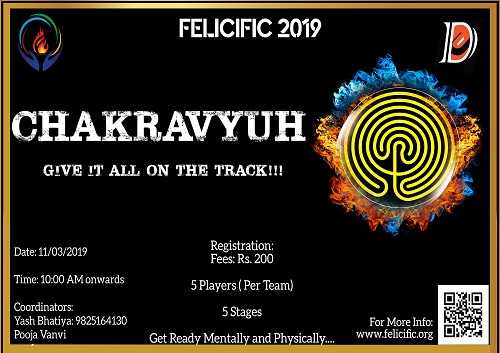 FELICIFIC 2019
CHAKRAVYUH
GIVE IT ALL ON THE TRACK!!!
Date: 11/03/2019
Time: 10:00 AM onwards
Coordinators:
Yash Bhatiya: 9825164130
Pooja Vanvi
Registration:
Fees: Rs. 200
5 Players ( Per Team)
5 Stages
Get Ready Mentally and Physically....
For More Info:
www.felicific.org